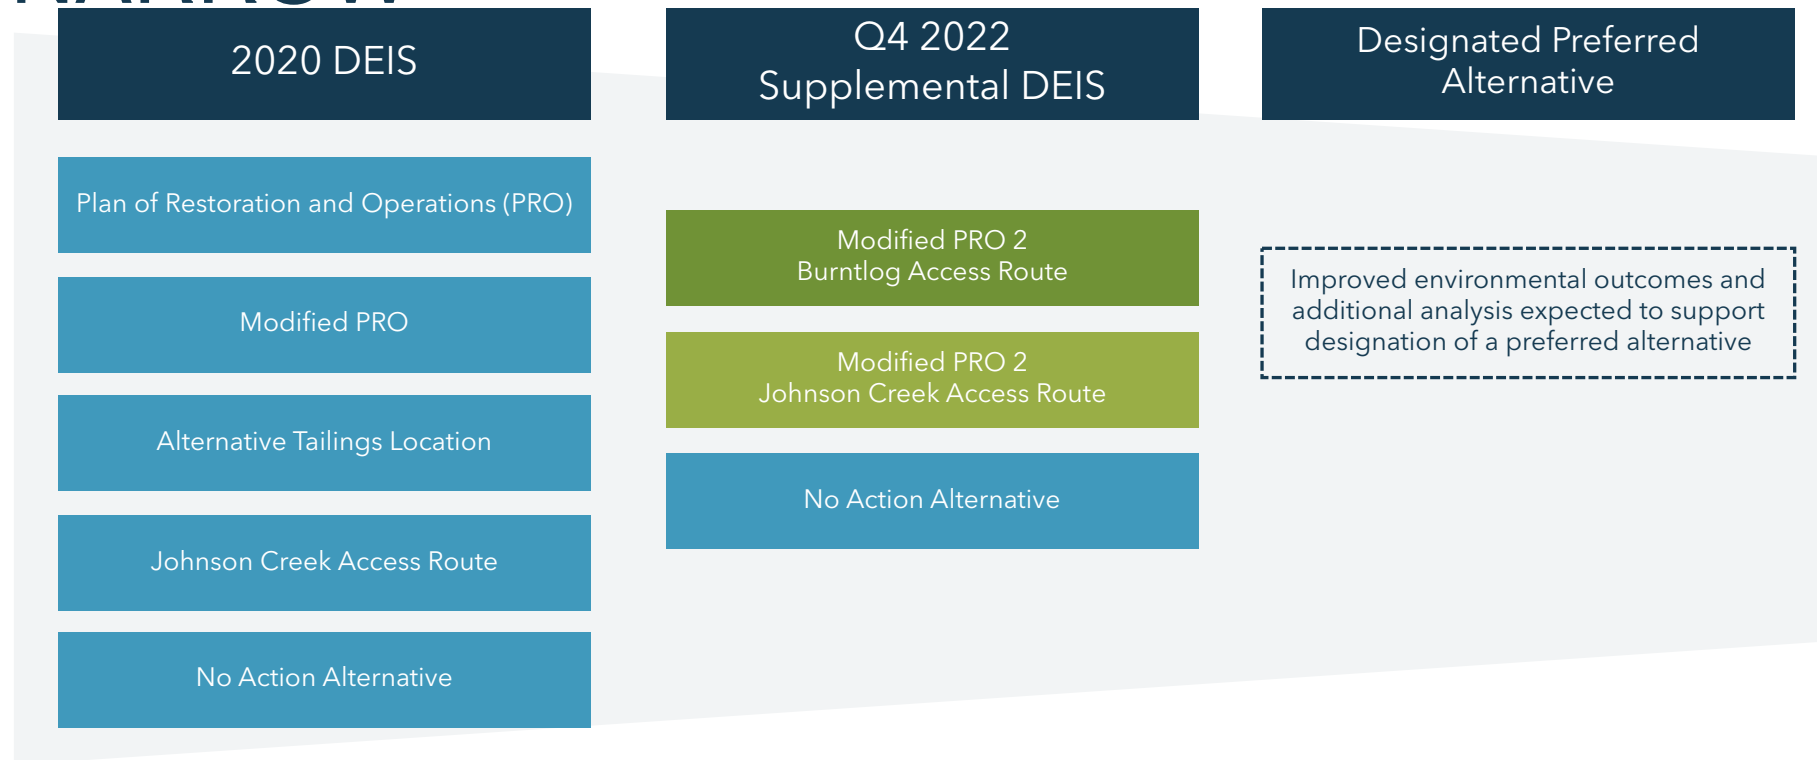 NARROW
2020 DEIS
Plan of Restoration and Operations (PRO)
Modified PRO
Alternative Tailings Location
Johnson Creek Access Route
No Action Alternative
Q4 2022
Supplemental DEIS
Modified PRO 2
Burntlog Access Route
Modified PRO 2
Johnson Creek Access Route
No Action Alternative
Designated Preferred
Alternative
Improved environmental outcomes and
additional analysis expected to support
designation of a preferred alternative